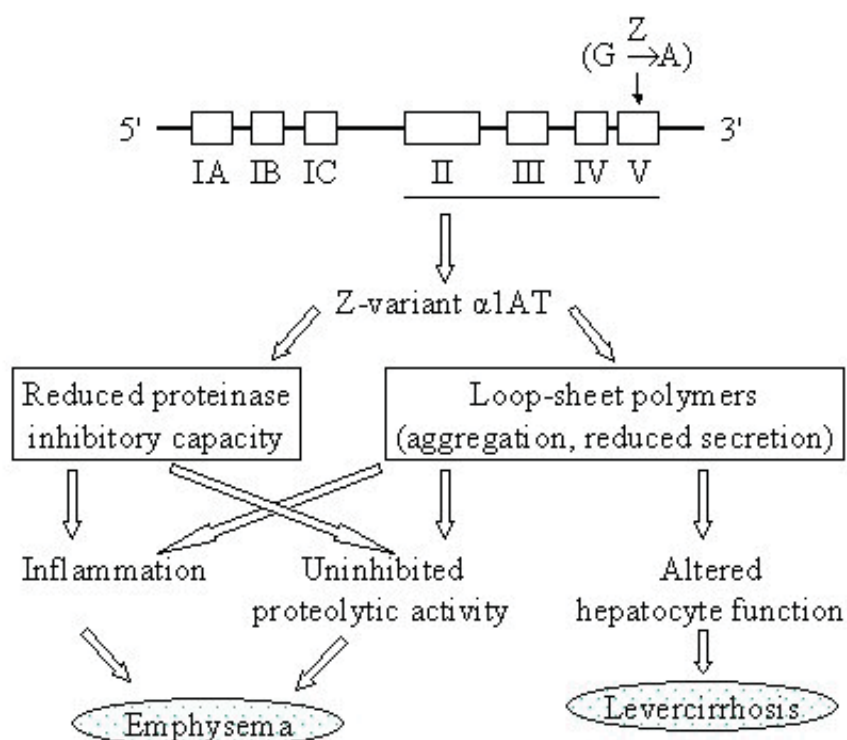 Z
(G →A)
5' 3'
IA IB IC II III IV V
Z-variant α1AT
Reduced proteinase
inhibitory capacity
Loop-sheet polymers
(aggregation, reduced secretion)
Inflammation
Uninhibited
proteolytic activity
Altered
hepatocyte function
Emphysema
Levercirrhosis